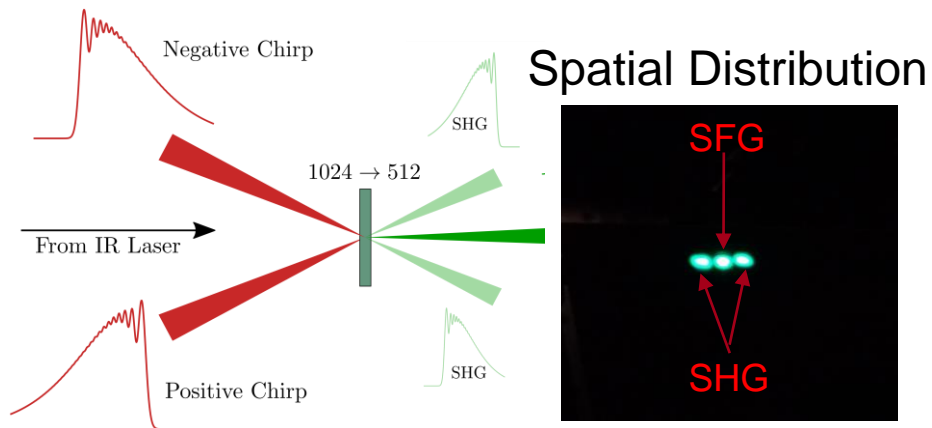 Negative Chirp
SHG
1024 → 512
From IR Laser
Positive Chirp
SHG
Spatial Distribution
SFG
SHG